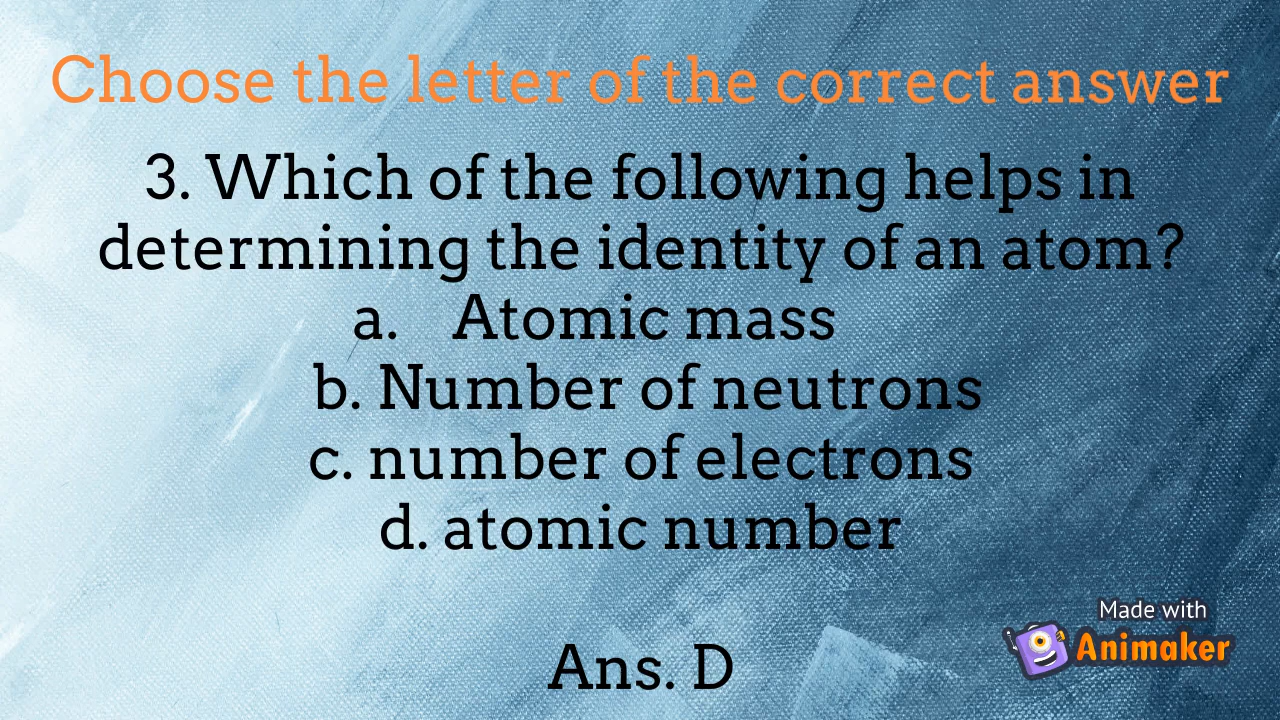 Choose the letter of the correct answer
3. Which of the following helps in
determining the identity of an atom?
a. Atomic mass
b. Number of neutrons
c. number of electrons
d. atomic number
Ans. D
Made with
Animaker